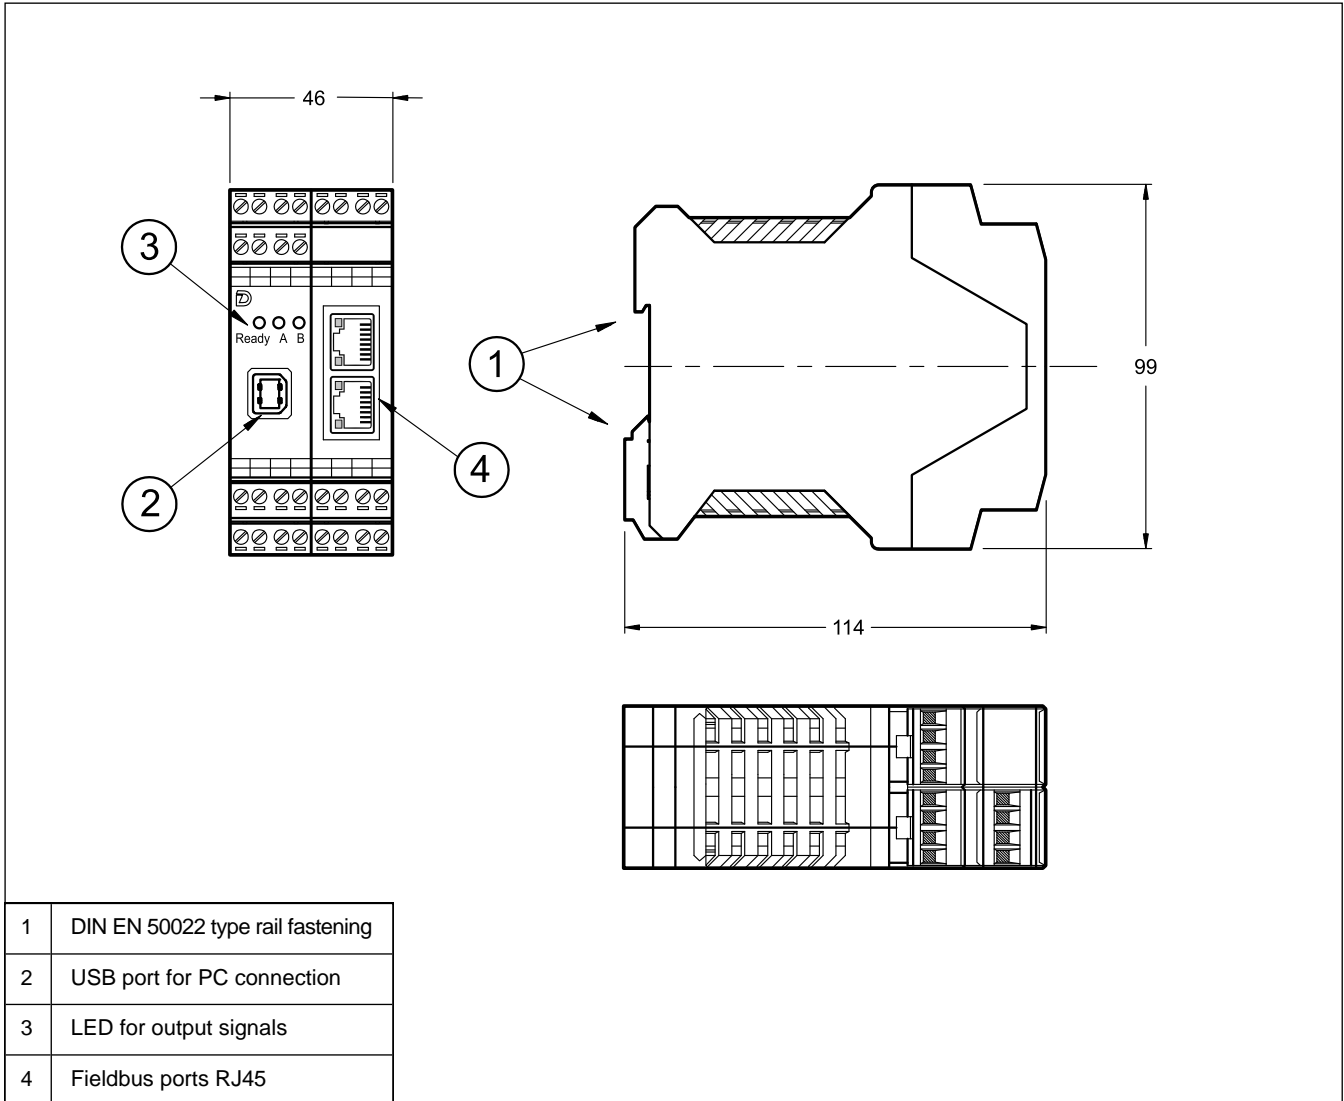 46
3
Ready A B
1
99
4
2
114
1 DIN EN 50022 type rail fastening
2 USB port for PC connection
3 LED for output signals
4 Fieldbus ports RJ45